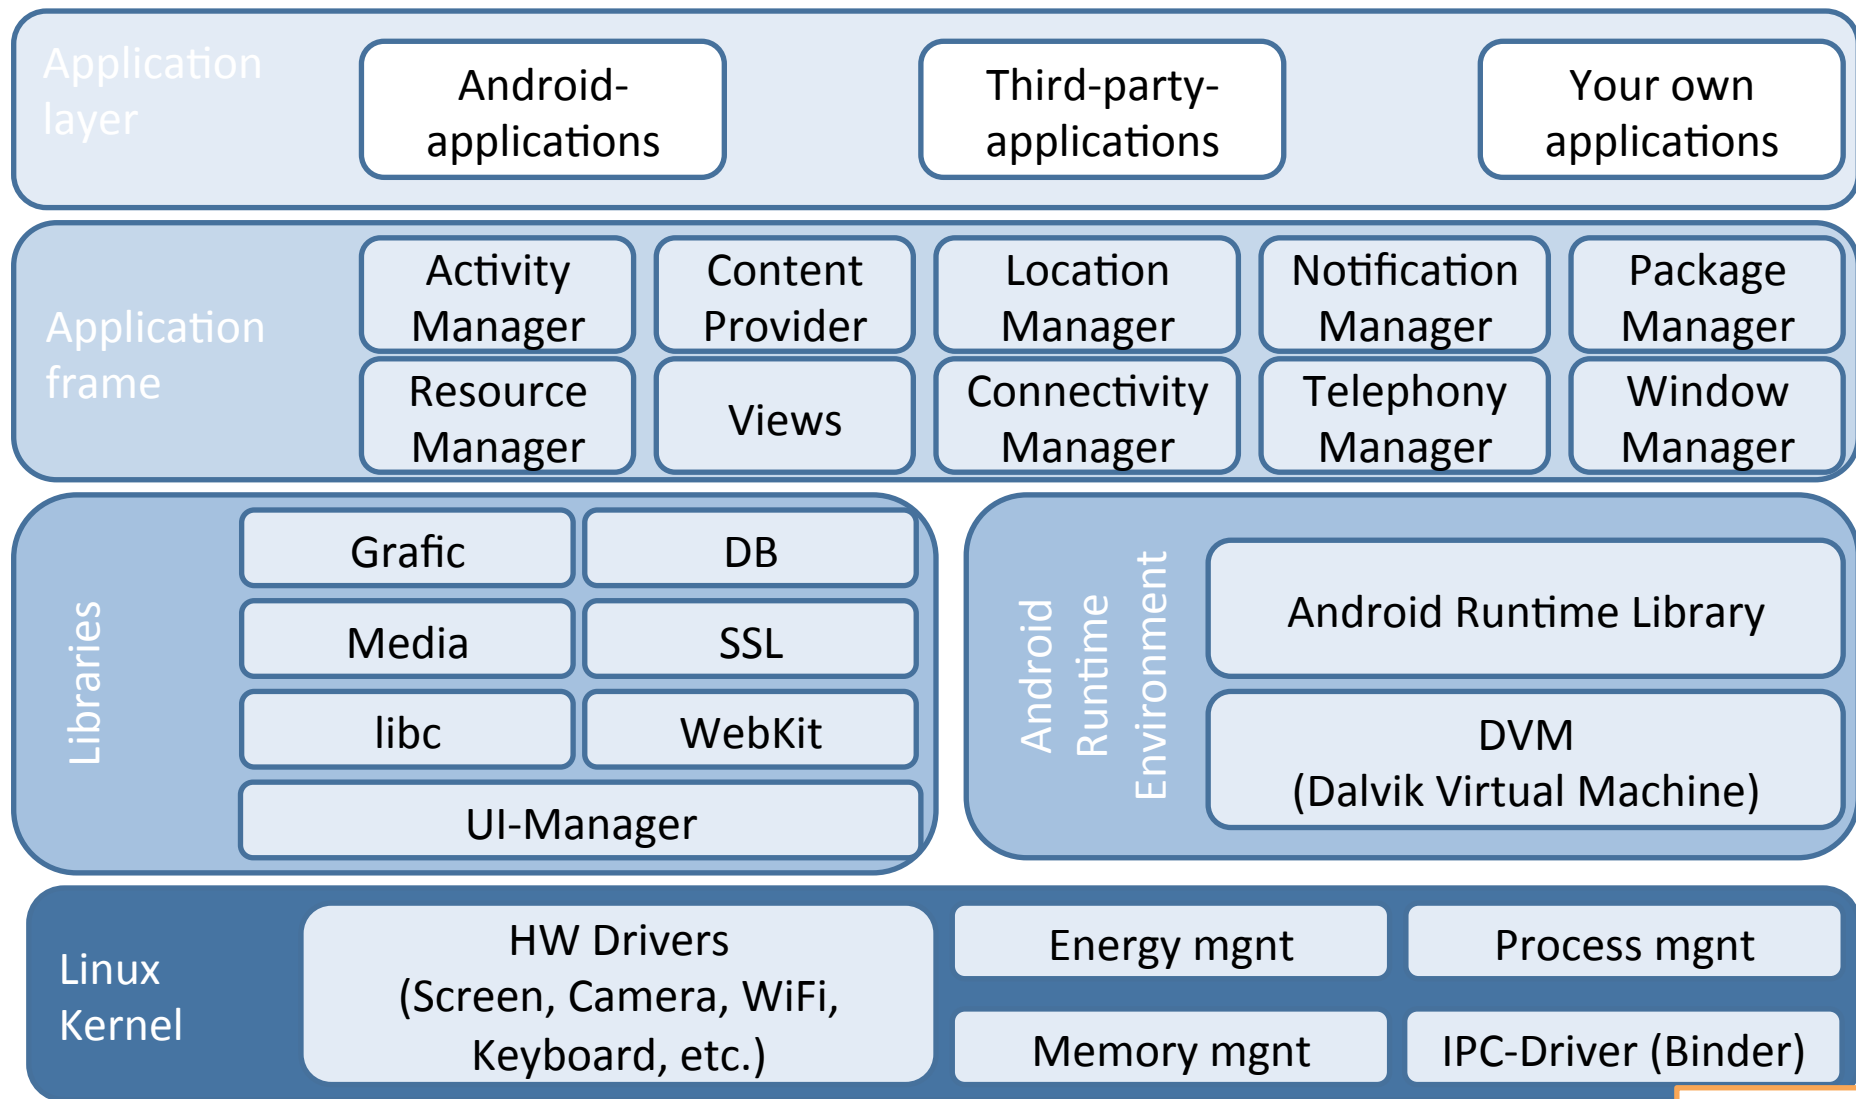 Application
layer
Android-
applications
Third-party-
applications
Your own
applications
Application
frame
Activity
Manager
Content
Provider
Location
Manager
Notification
Manager
Package
Manager
Resource
Manager
Views
Connectivity
Manager
Telephony
Manager
Window
Manager
Libraries
Grafic
DB
Media
SSL
libc
WebKit
UI-Manager
Android
Runtime
Environment
Android Runtime Library
DVM
(Dalvik Virtual Machine)
Linux
Kernel
HW Drivers
(Screen, Camera, WiFi,
Keyboard, etc.)
Energy mgnt
Process mgnt
Memory mgnt
IPC-Driver (Binder)